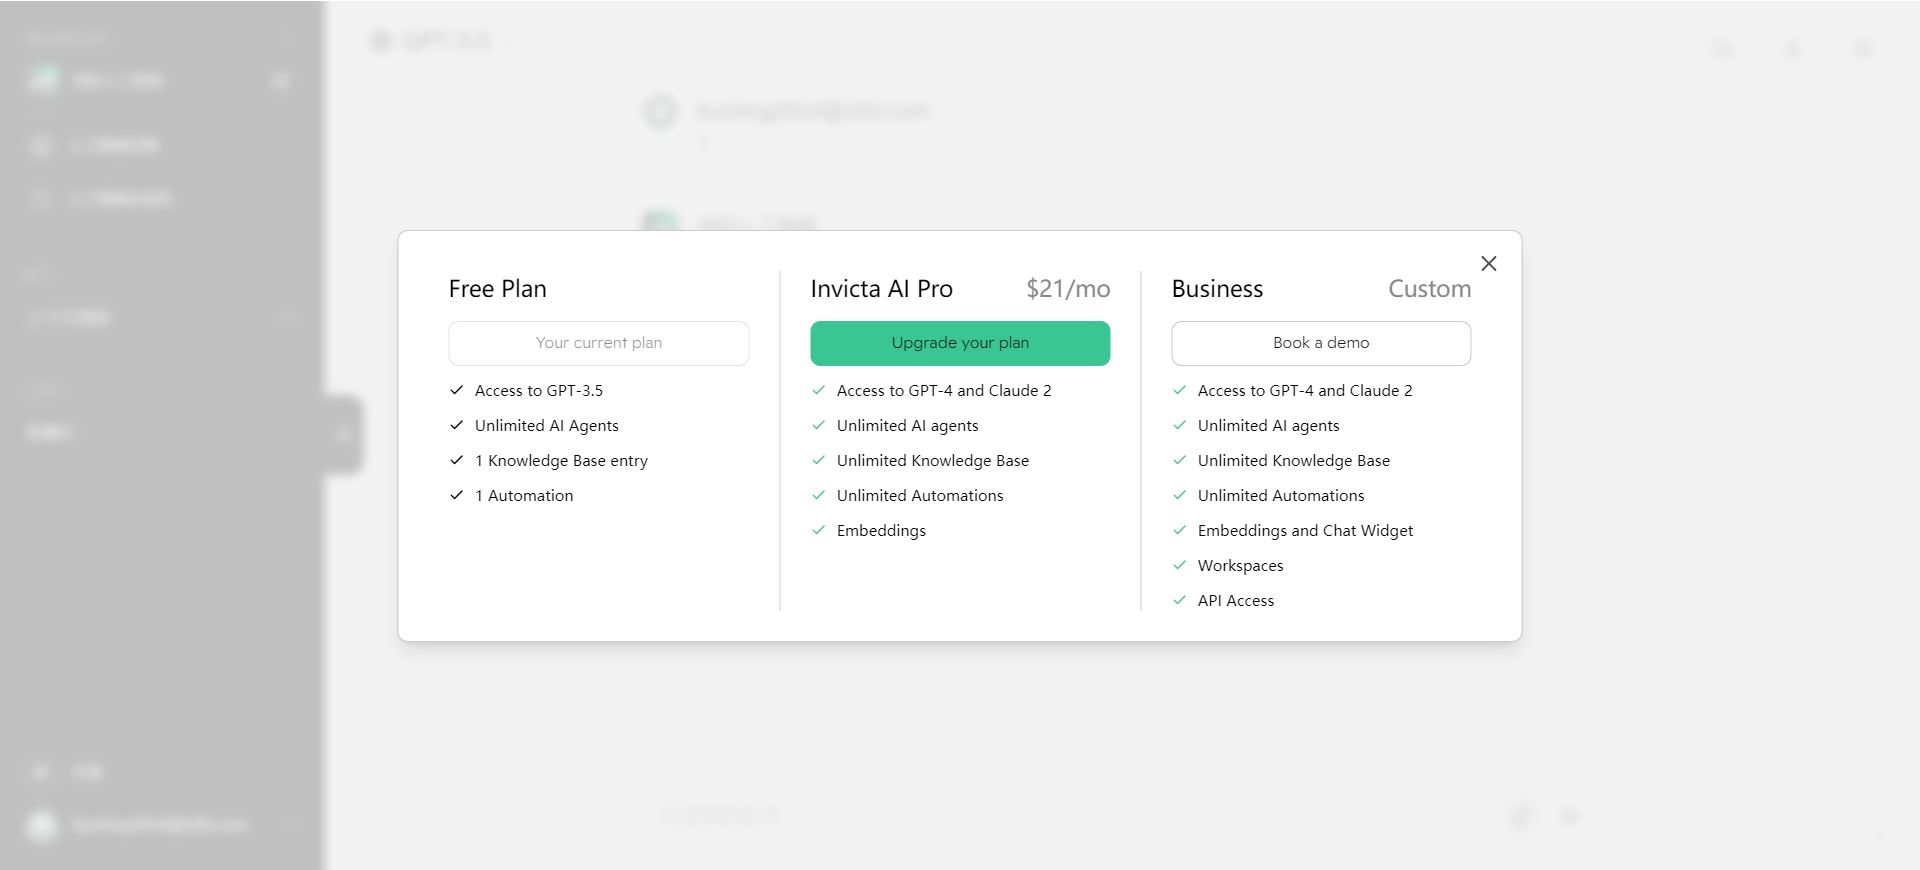 Free Plan
Your current plan
Access to GPT-3.5
Unlimited AI Agents
1 Knowledge Base entry
1 Automation
Invicta AI Pro $21/mo
Upgrade your plan
Access to GPT-4 and Claude 2
Unlimited AI agents
Unlimited Knowledge Base
Unlimited Automations
Embeddings
Business Custom
Book a demo
Access to GPT-4 and Claude 2
Unlimited AI agents
Unlimited Knowledge Base
Unlimited Automations
Embeddings and Chat Widget
Workspaces
API Access